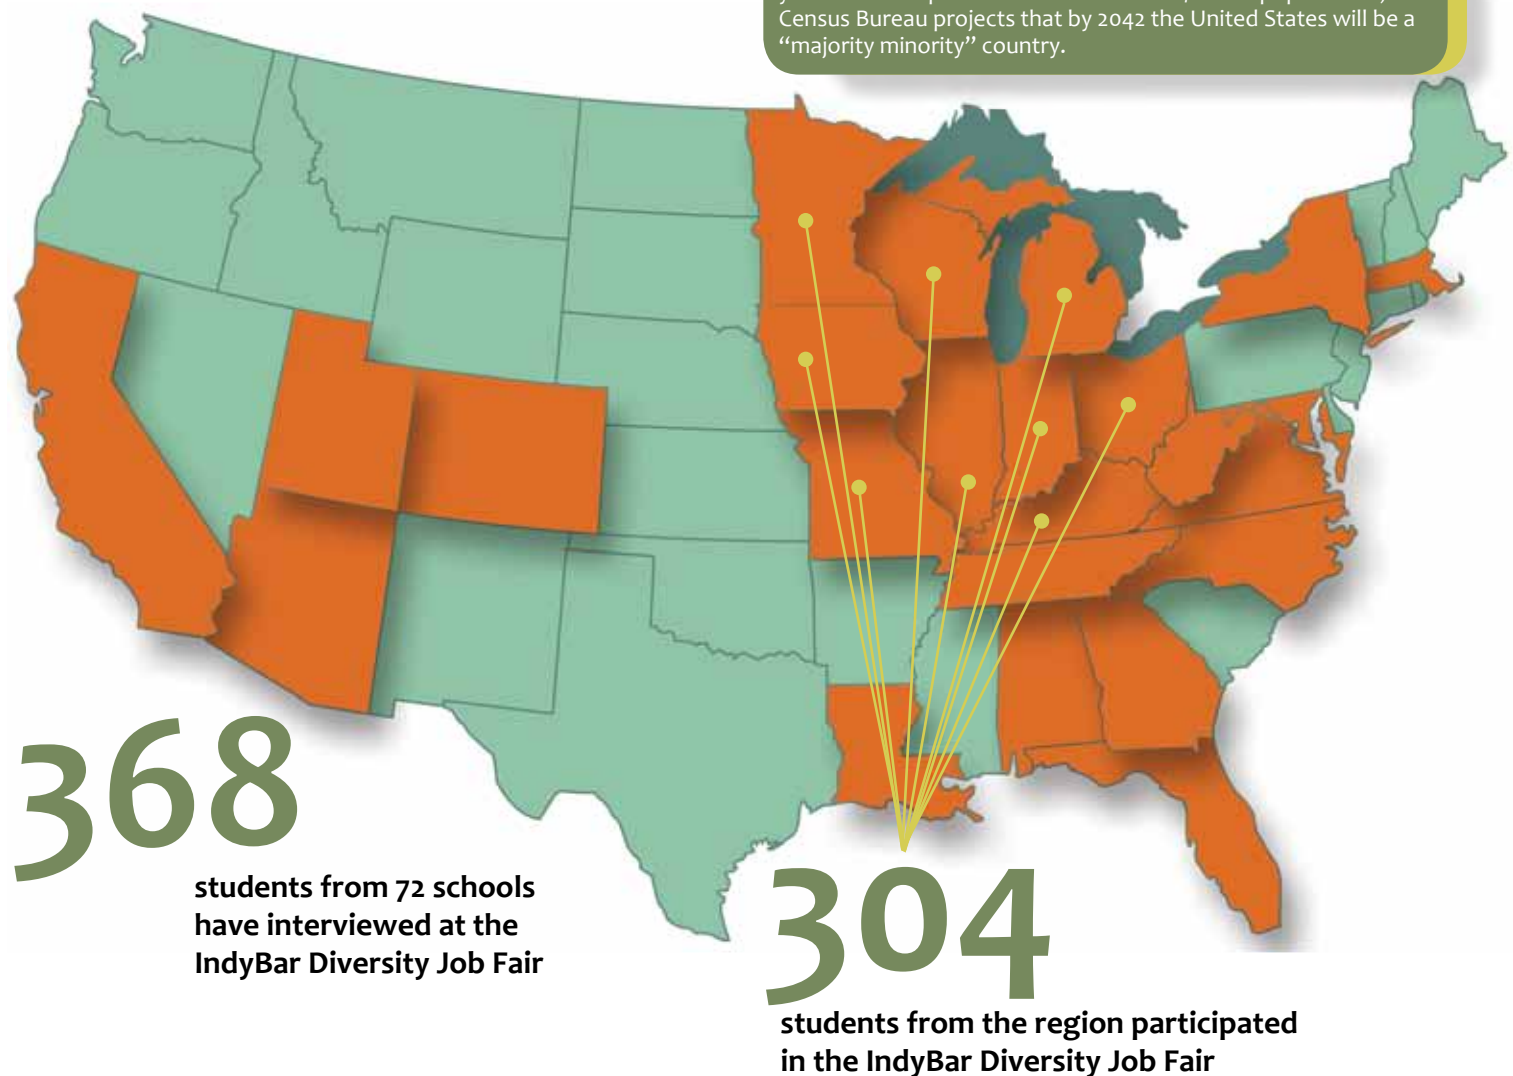 Census Bureau projects that by 2042 the United States will be a
“majority minority” country.
368
students from 72 schools
have interviewed at the
IndyBar Diversity Job Fair
304
students from the region participated
in the IndyBar Diversity Job Fair